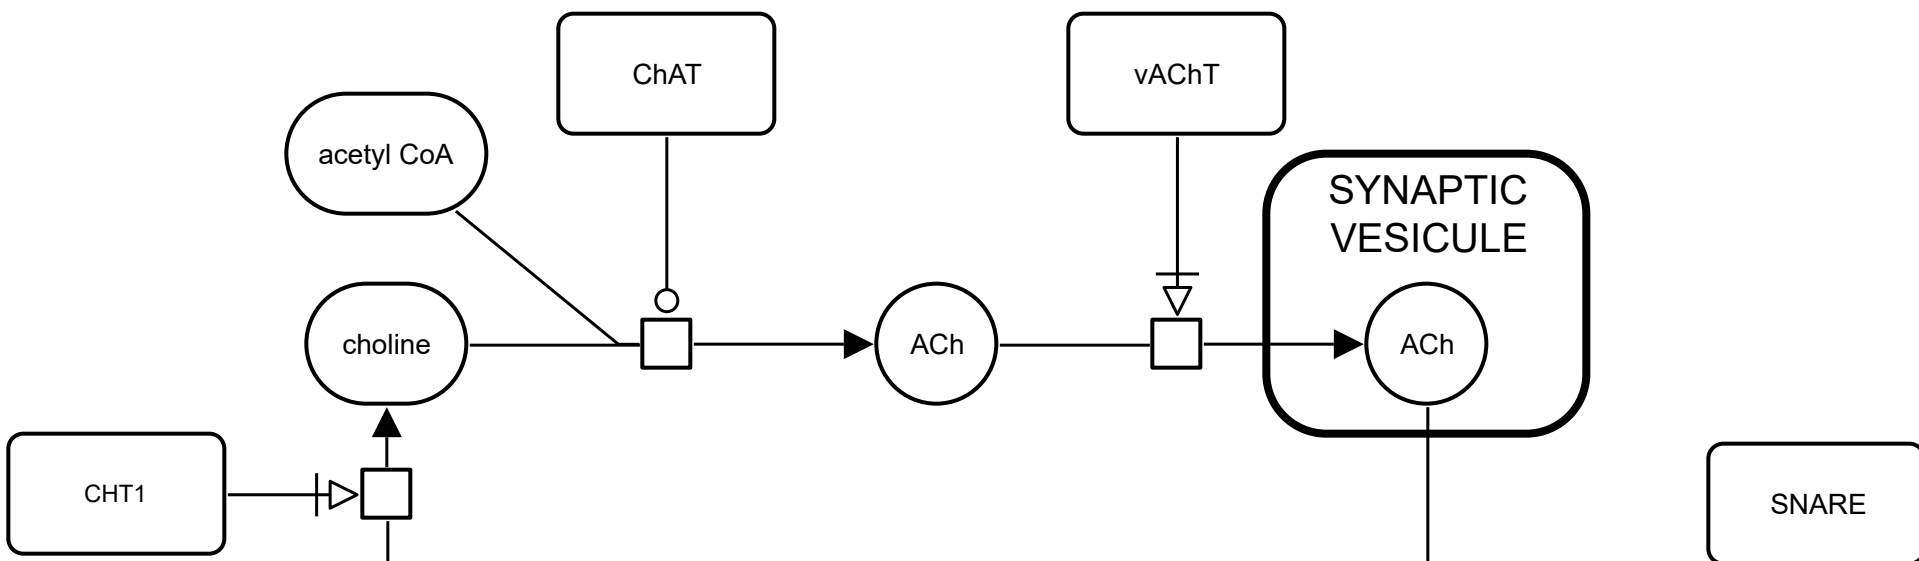 ChAT
vAChT
acetyl CoA
SYNAPTIC
VESICULE
choline
ACh
ACh
CHT1
SNARE